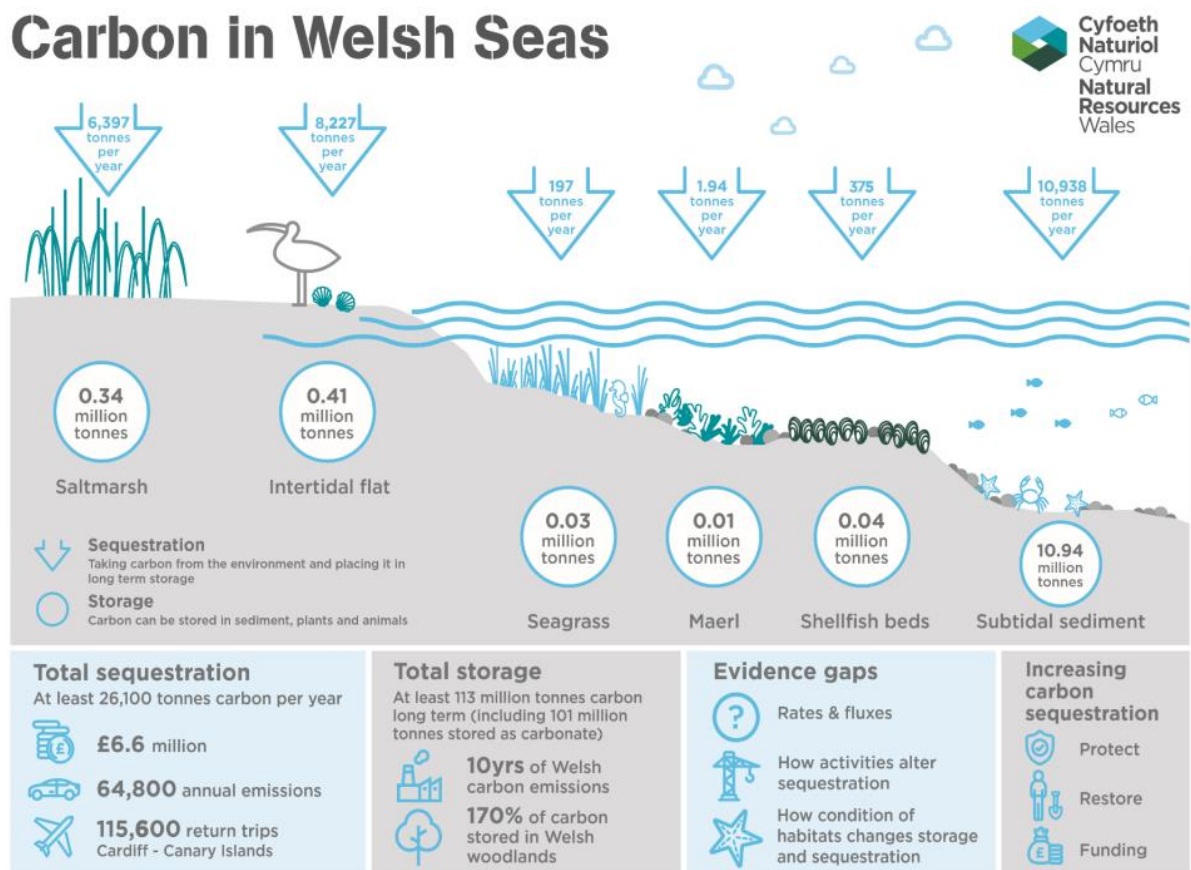 Carbon in Welsh Seas
Cyfoeth
Naturiol
Cymru
Natural
Resources
Wales
6,397
tonnes
per
year
8,227
tonnes
per
year
197
tonnes
per
year
1.94
tonnes
per
year
375
tonnes
per
year
10,938
tonnes
per
year
0.34
million
tonnes
Saltmarsh
0.41
million
tonnes
Intertidal flat
0.03
million
tonnes
Seagrass
0.01
million
tonnes
Maerl
0.04
million
tonnes
Shellfish beds
10.94
million
tonnes
Subtidal sediment
Sequestration
Taking carbon from the environment and placing it in
long term storage
Storage
Carbon can be stored in sediment, plants and animals
Total sequestration
At least 26,100 tonnes carbon per year
£
£6.6 million
64,800 annual emissions
115,600 return trips
Cardiff - Canary Islands
Total storage
At least 113 million tonnes carbon
long term (including 101 million
tonnes stored as carbonate)
10yrs of Welsh
carbon emissions
170% of carbon
stored in Welsh
woodlands
Evidence gaps
?
Rates & fluxes
How activities alter
sequestration
How condition of
habitats changes storage
and sequestration
Increasing
carbon
sequestration
Protect
Restore
£
Funding